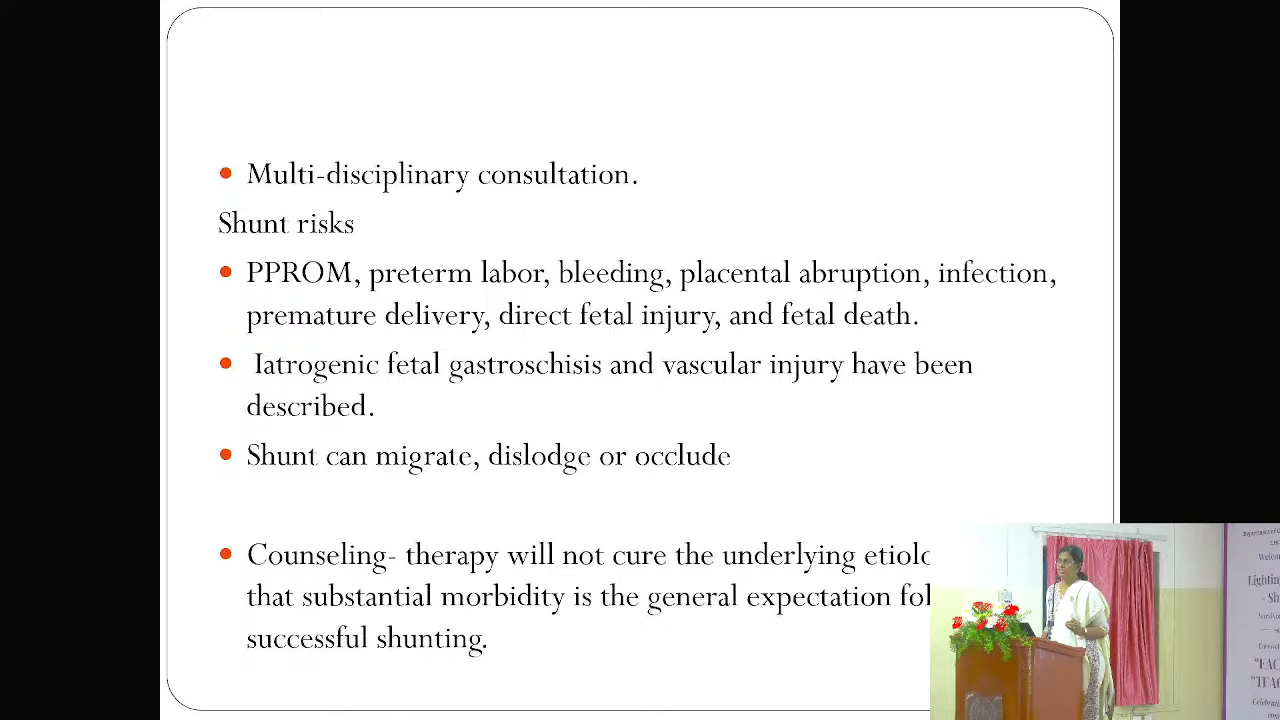 Multi-disciplinary consultation.
Shunt risks
PPROM, preterm labor, bleeding, placental abruption, infection,
premature delivery, direct fetal injury, and fetal death.
Iatrogenic fetal gastroschisis and vascular injury have been
described.
Shunt can migrate, dislodge or occlude
Counseling- therapy will not cure the underlying
that substantial morbidity is the general expectation
successful shunting.
Lighting